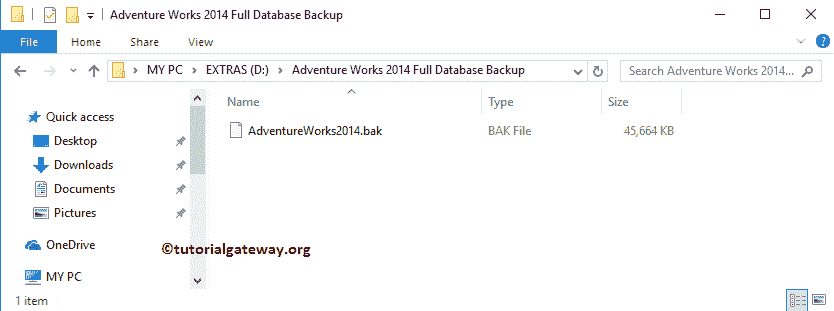 Adventure Works 2014 Full Database Backup
File Home Share View
MY PC EXTRAS (D:) Adventure Works 2014 Full Database Backup Search Adventure Works 2014...
Name Type Size
Quick access
AdventureWorks2014.bak BAK File 45,664 KB
Desktop
Downloads
Documents
Pictures
OneDrive
©tutorialgateway.org
MY PC
1 item